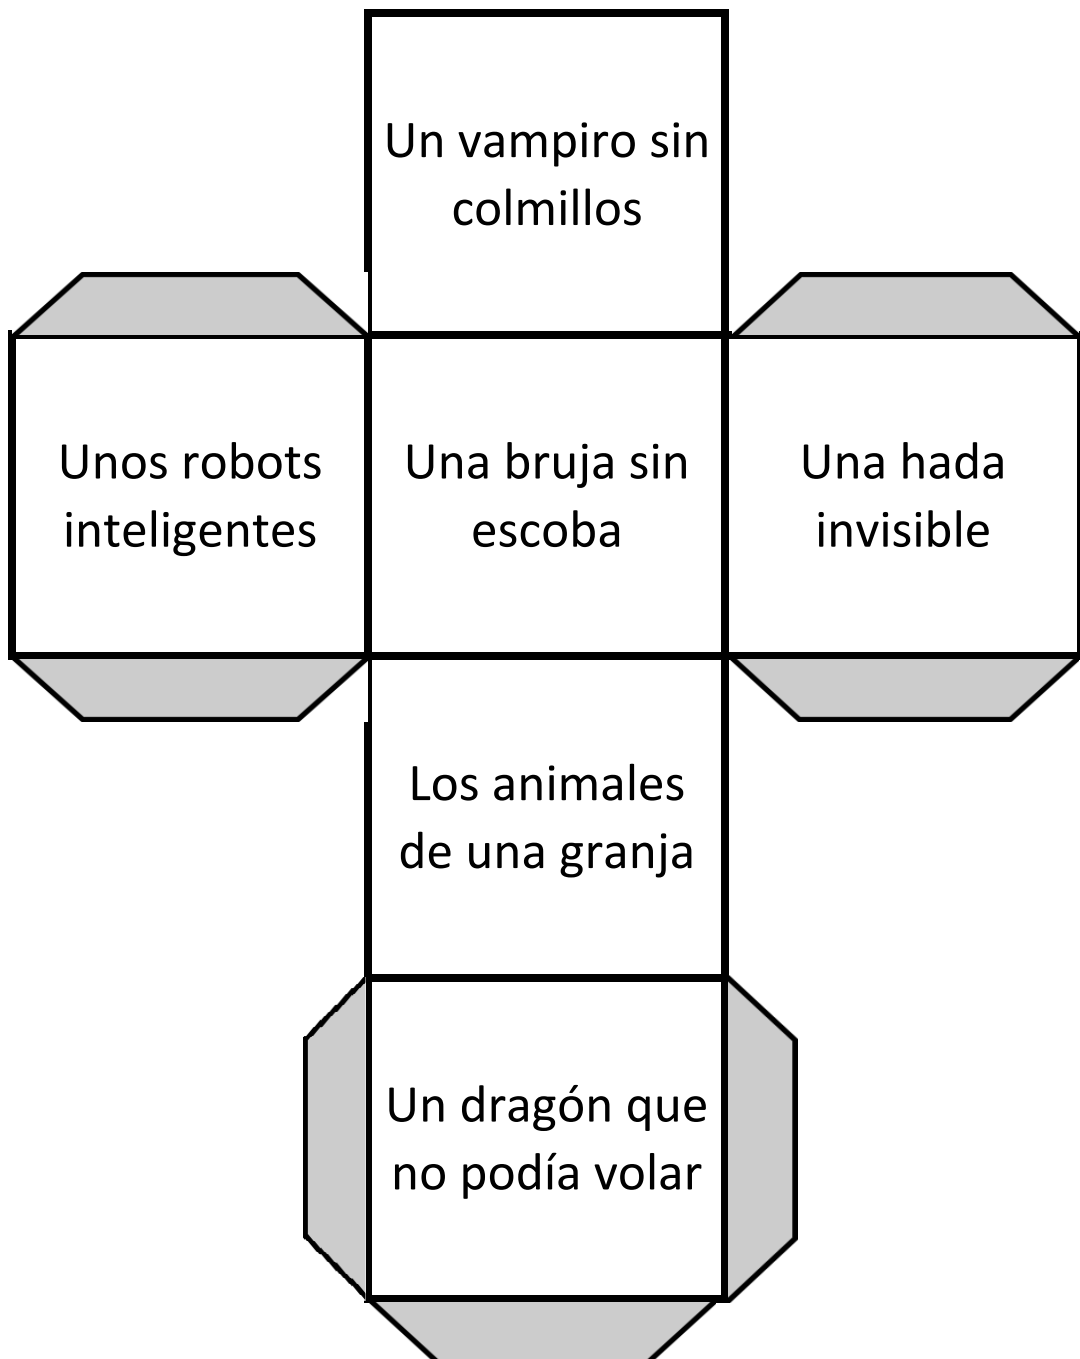 Un vampiro sin
colmillos
Unos robots
inteligentes
Una bruja sin
escoba
Una hada
invisible
Los animales
de una granja
Un dragón que
no podía volar